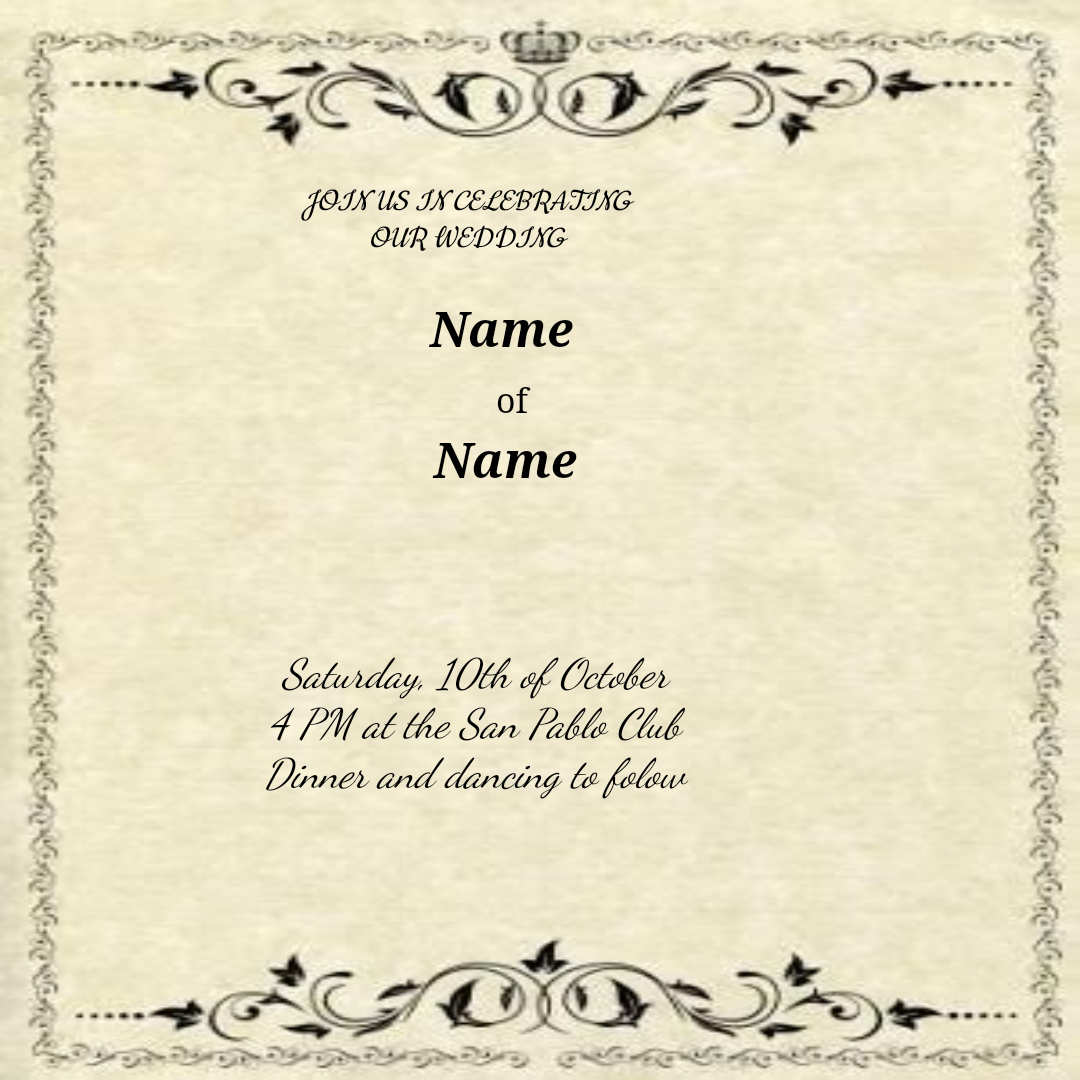 JOIN US IN CELEBRATING
OUR WEDDING
Name
of
Name
Saturday, 10th of October
4 PM at the San Pablo Club
Dinner and dancing to folow